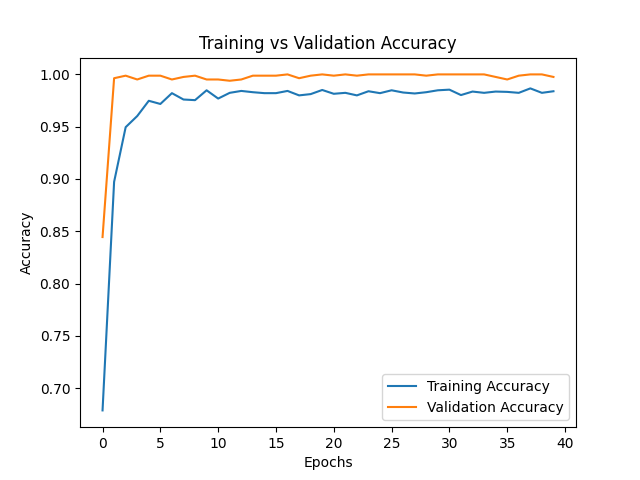 Training vs Validation Accuracy
1.00
0.95
0.90
0.85
0.80
0.75
0.70
Accuracy
Training Accuracy
Validation Accuracy
0 5 10 15 20 25 30 35 40
Epochs